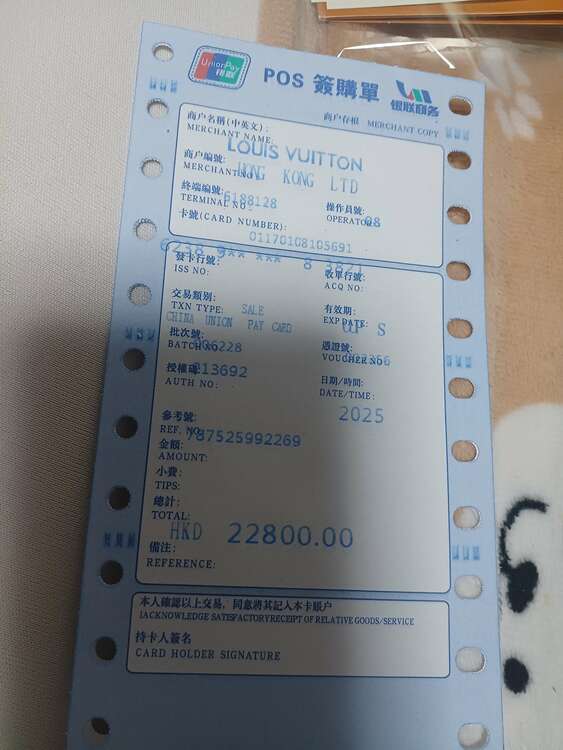 UnionPay
银联
POS 簽購單
银联商务
商户存根 MERCHANT COPY
商户名稱(中英文):
MERCHANT NAME:
LOUIS VUITTON
商户編號:
MERCHANT NO:
HONG KONG LTD
終端編號:
TERMINAL NO:
6188128
操作員號:
OPERATOR:
08
卡號(CARD NUMBER):
01170108105691
發卡行號:
ISS NO:
收單行號:
ACQ NO:
交易類別:
TXN TYPE: SALE
CHINA UNION PAY CARD
有效期:
EXP DATE:
S
批次號:
BATCH NO:
006228
憑證號:
VOUCHER NO:
授權碼:
AUTH NO:
213692
日期/時間:
DATE/TIME:
2025
參考號:
REF. NO:
787525992269
金額:
AMOUNT:
小費:
TIPS:
總計:
TOTAL:
HKD 22800.00
備注:
REFERENCE:
本人確認以上交易,同意將其記入本卡賬户
IACKNOWLEDGE SATISFACTORYRECEIPT OF RELATIVE GOODS/SERVICE
持卡人簽名
CARD HOLDER SIGNATURE